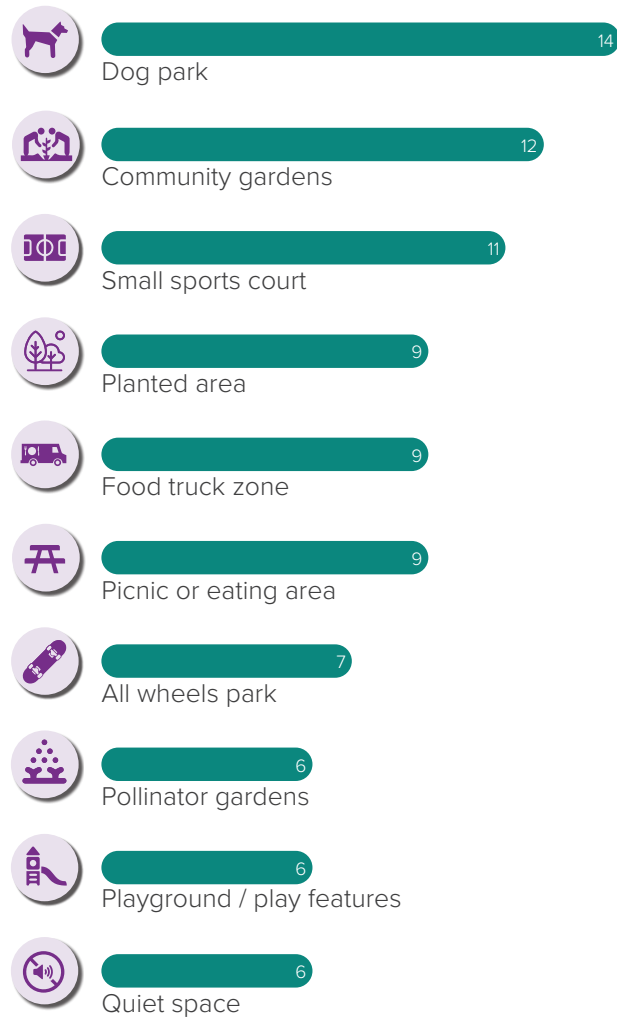 14
Dog park
12
Community gardens
11
Small sports court
9
Planted area
9
Food truck zone
9
Picnic or eating area
7
All wheels park
6
Pollinator gardens
6
Playground / play features
6
Quiet space